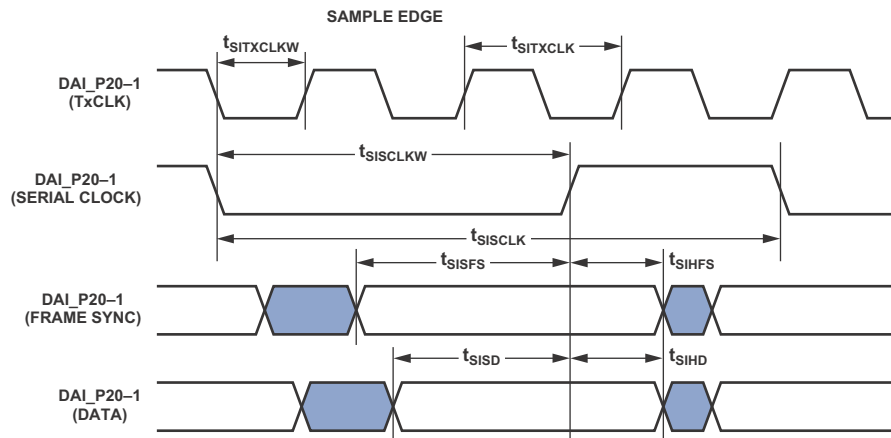 SAMPLE EDGE
tSITXCLKW
tSITXCLK
DAI_P20–1
(TxCLK)
tSISCLKW
DAI_P20–1
(SERIAL CLOCK)
tSISCLK
tSISFS
tSIHFS
DAI_P20–1
(FRAME SYNC)
tSISD
tSIHD
DAI_P20–1
(DATA)